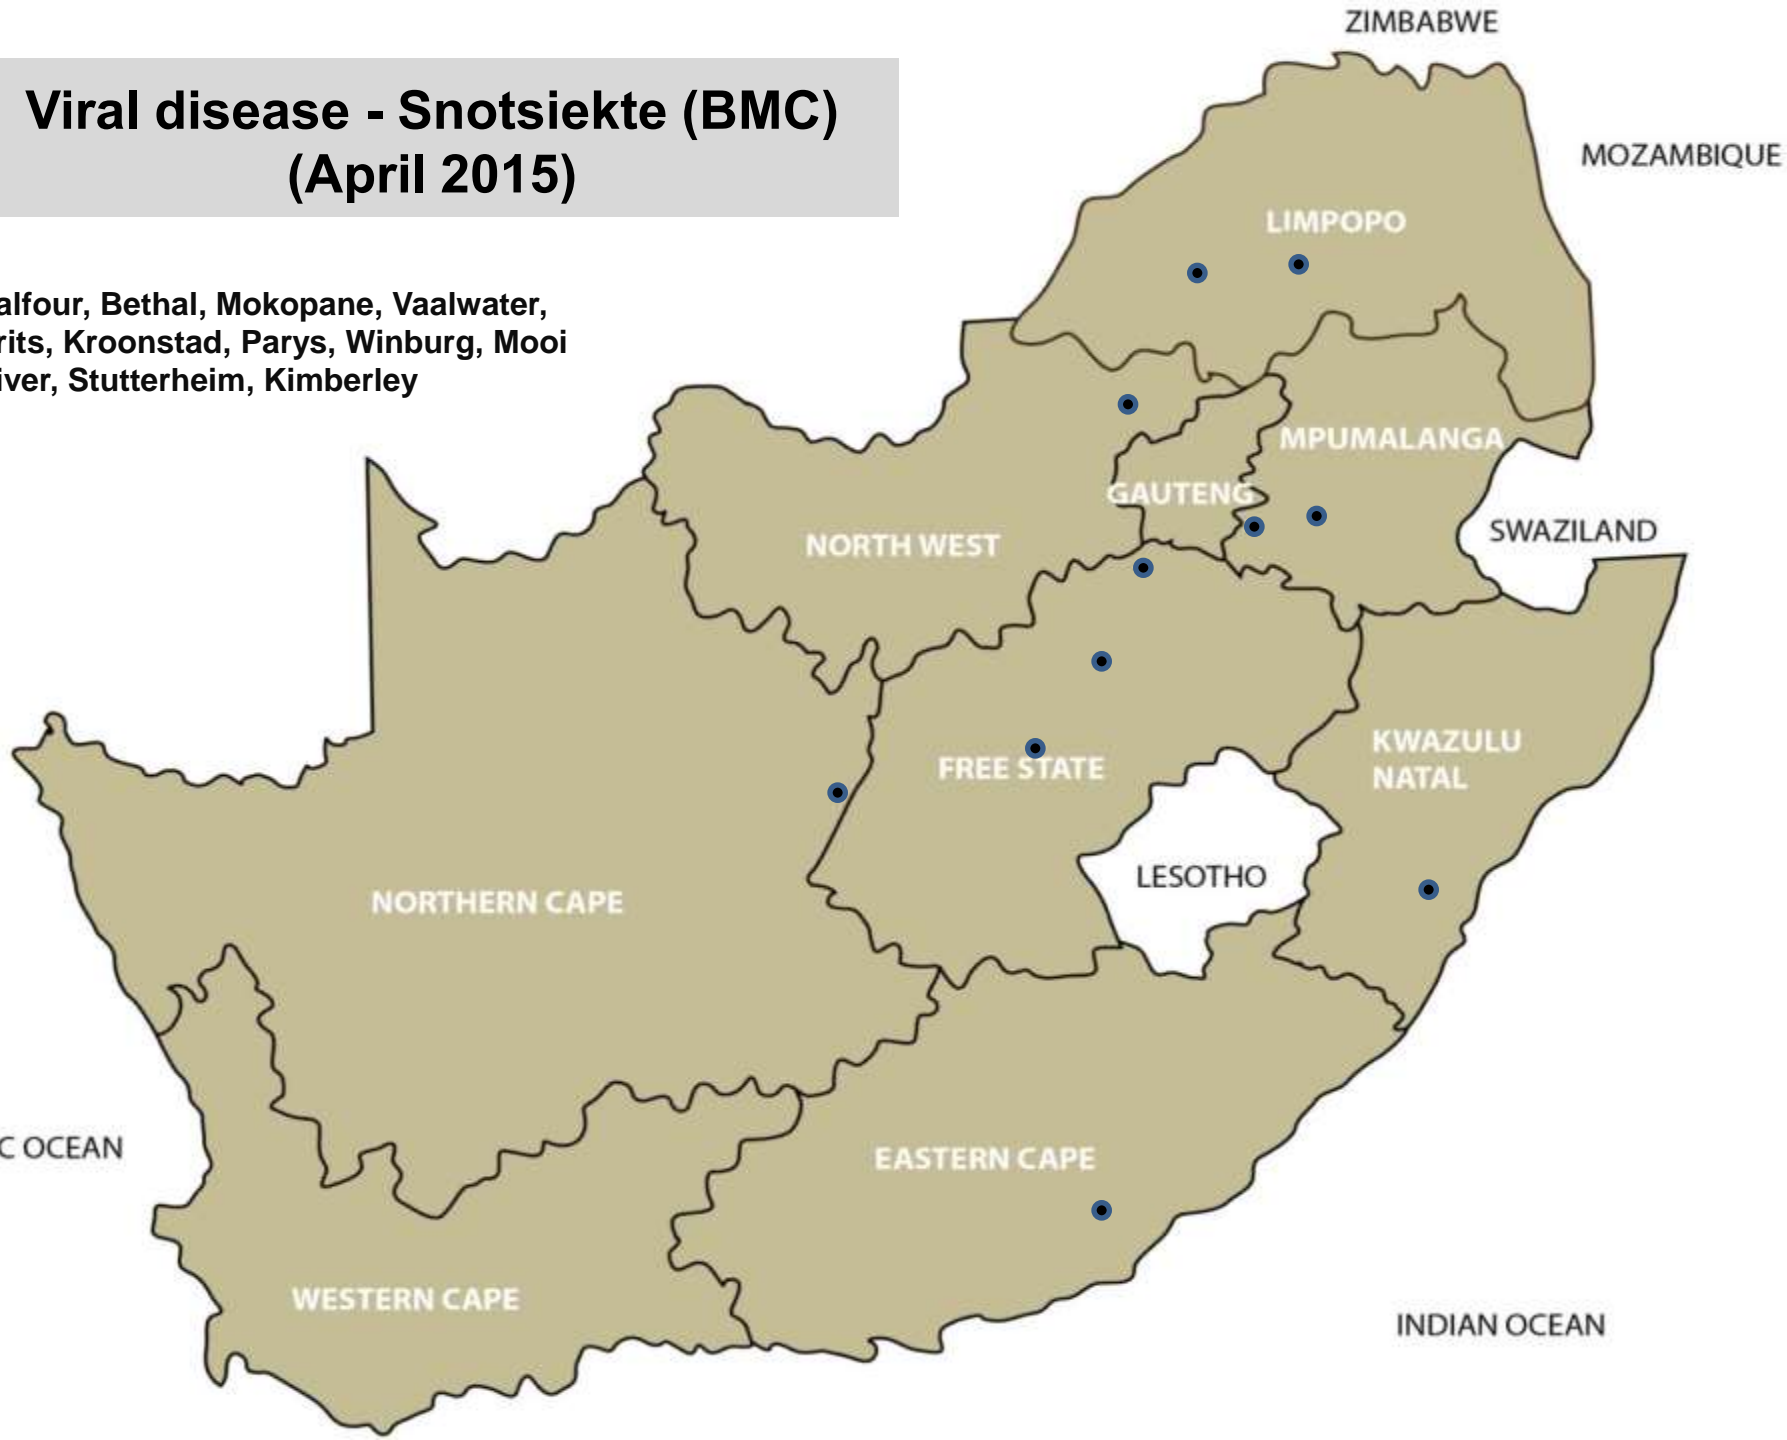 ZIMBABWE
Viral disease - Snotsiekte (BMC)
(April 2015)
MOZAMBIQUE
LIMPOPO
alfour, Bethal, Mokopane, Vaalwater,
rits, Kroonstad, Parys, Winburg, Mooi
iver, Stutterheim, Kimberley
MPUMALANGA
GAUTENG
SWAZILAND
NORTH WEST
KWAZULU
NATAL
FREE STATE
LESOTHO
NORTHERN CAPE
C OCEAN
EASTERN CAPE
WESTERN CAPE
INDIAN OCEAN